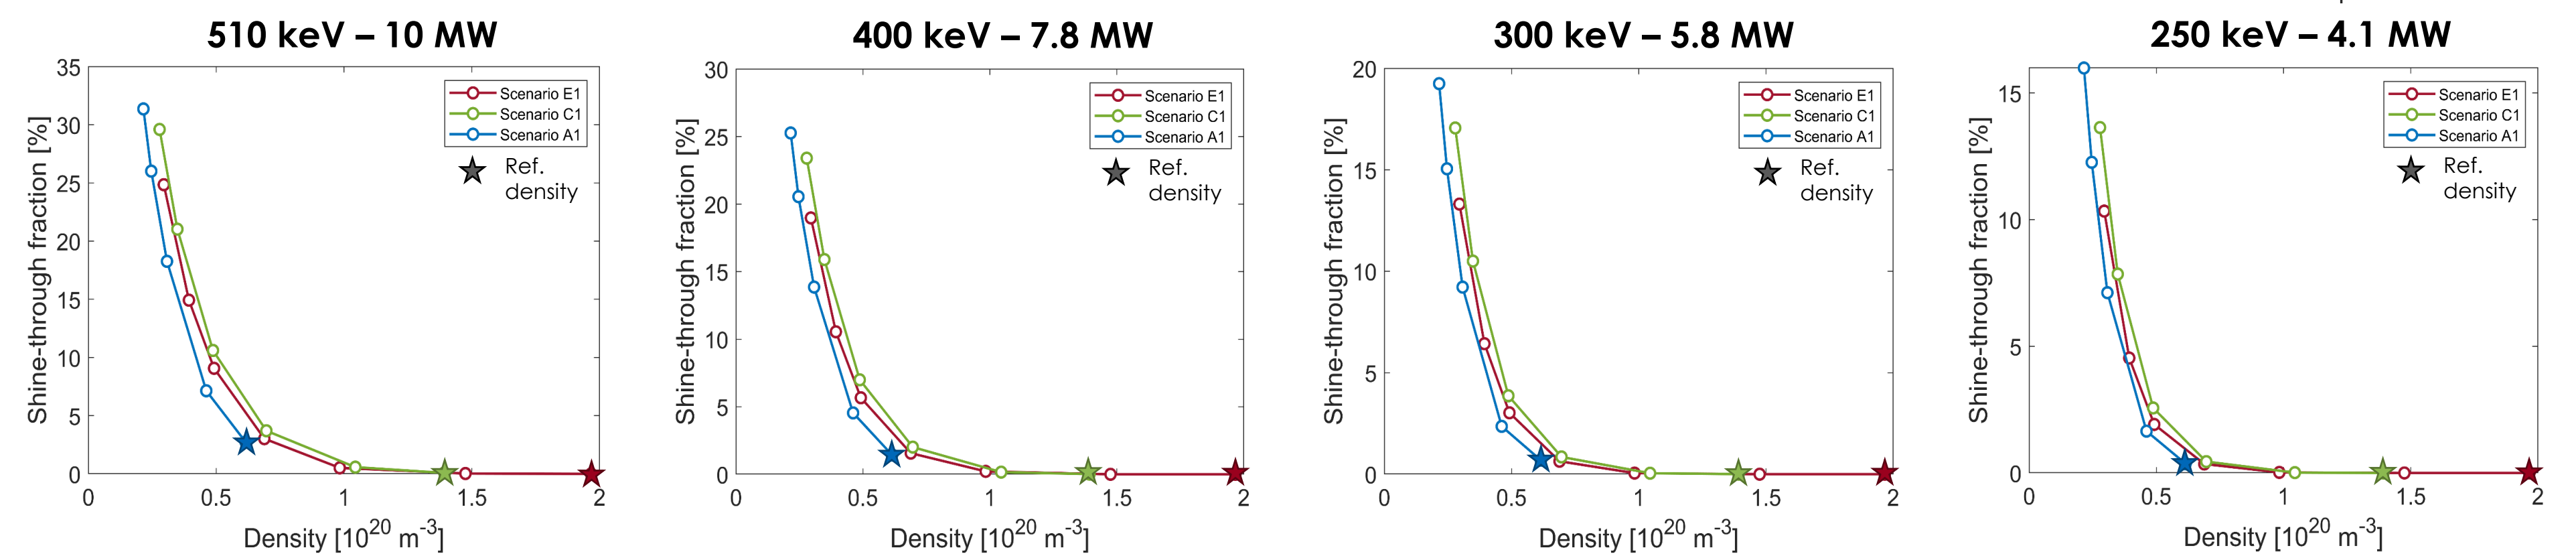 510 keV – 10 MW
35
30
25
20
15
10
5
0
0
0.5
1
1.5
2
Shine-through fraction [%]
Density [10^20 m^-3]
Scenario E1
Scenario C1
Scenario A1
Ref.
density
400 keV – 7.8 MW
30
25
20
15
10
5
0
0
0.5
1
1.5
2
Shine-through fraction [%]
Density [10^20 m^-3]
Scenario E1
Scenario C1
Scenario A1
Ref.
density
300 keV – 5.8 MW
20
15
10
5
0
0
0.5
1
1.5
2
Shine-through fraction [%]
Density [10^20 m^-3]
Scenario E1
Scenario C1
Scenario A1
Ref.
density
250 keV – 4.1 MW
15
10
5
0
0
0.5
1
1.5
2
Shine-through fraction [%]
Density [10^20 m^-3]
Scenario E1
Scenario C1
Scenario A1
Ref.
density